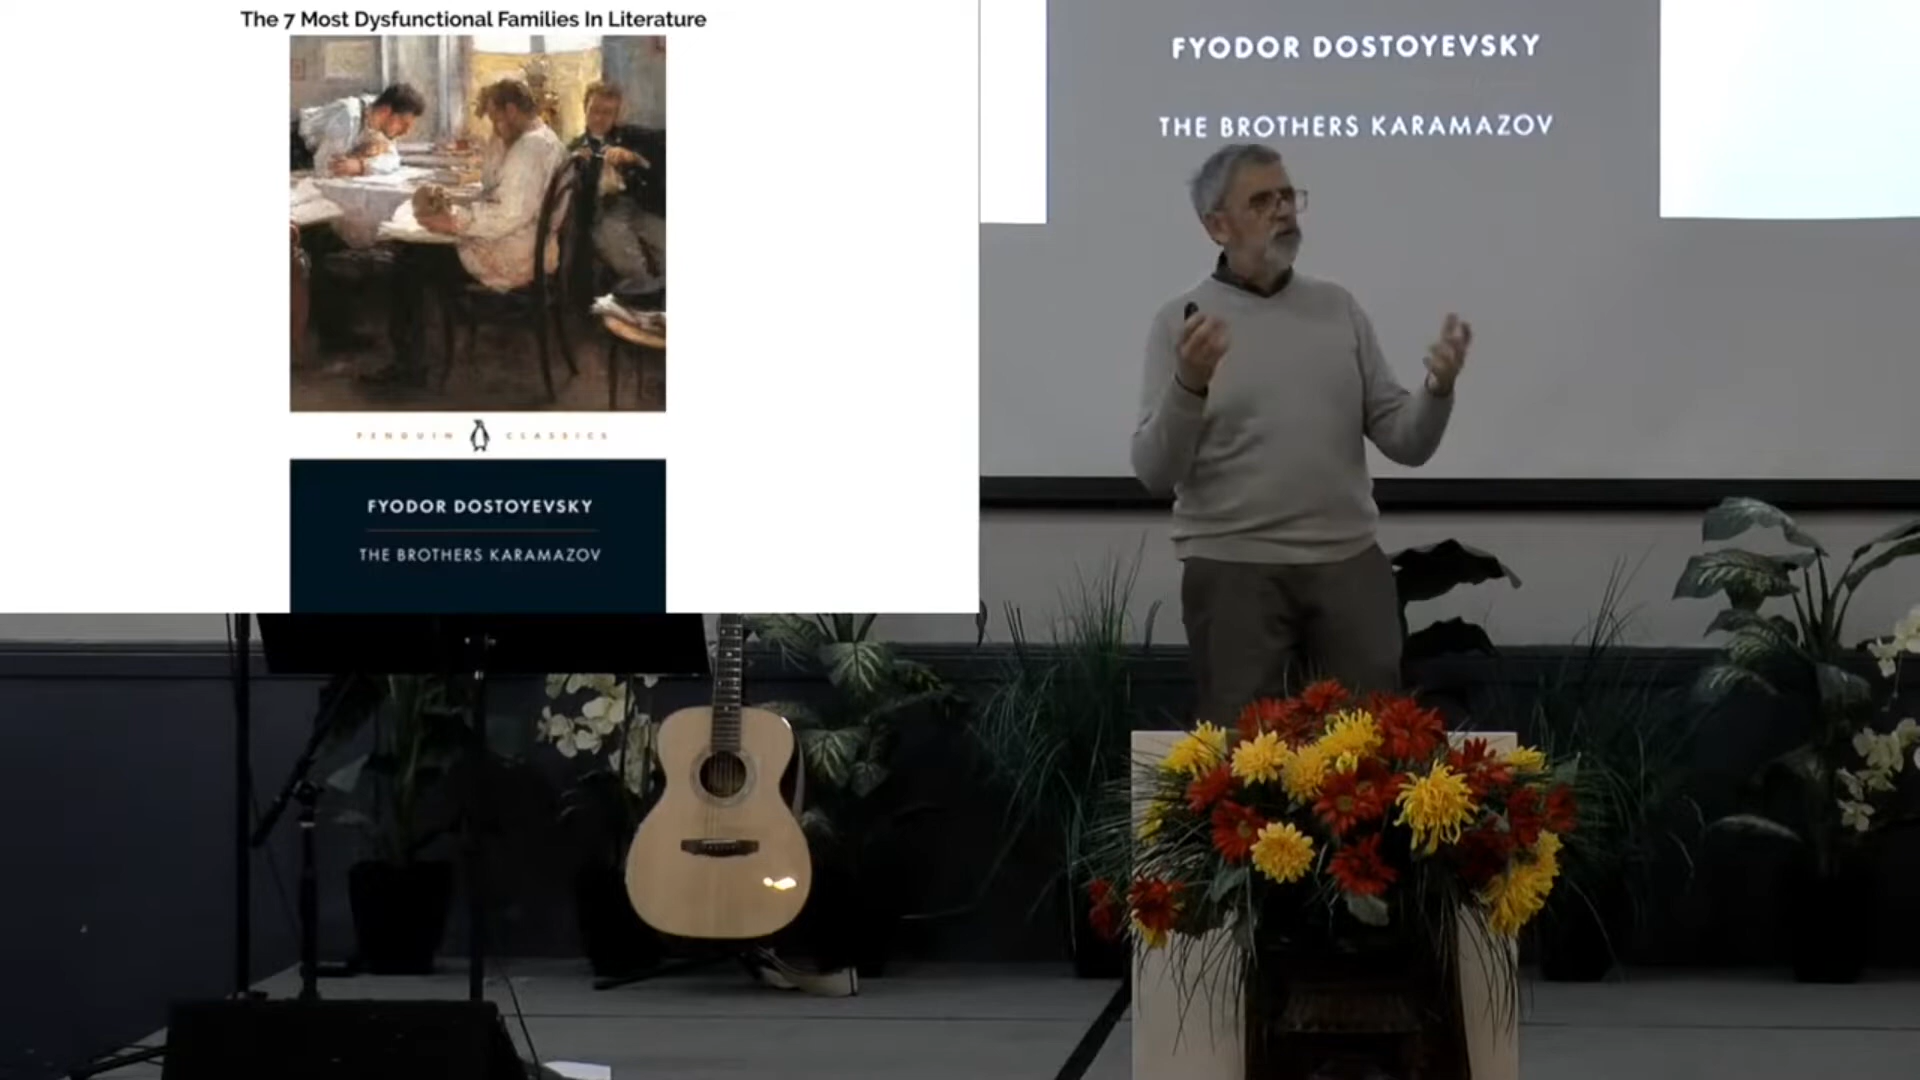 The 7 Most Dysfunctional Families In Literature
PENGUIN CLASSICS
FYODOR DOSTOYEVSKY
THE BROTHERS KARAMAZOV
FYODOR DOSTOYEVSKY
THE BROTHERS KARAMAZOV